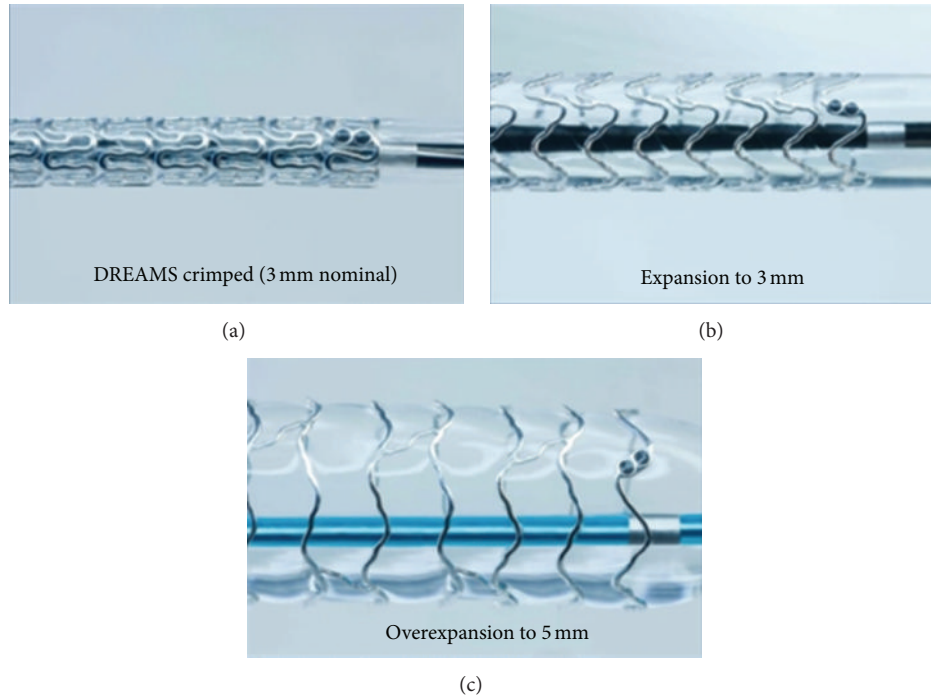 DREAMS crimped (3 mm nominal)
Expansion to 3 mm
(a)
(b)
Overexpansion to 5 mm
(c)